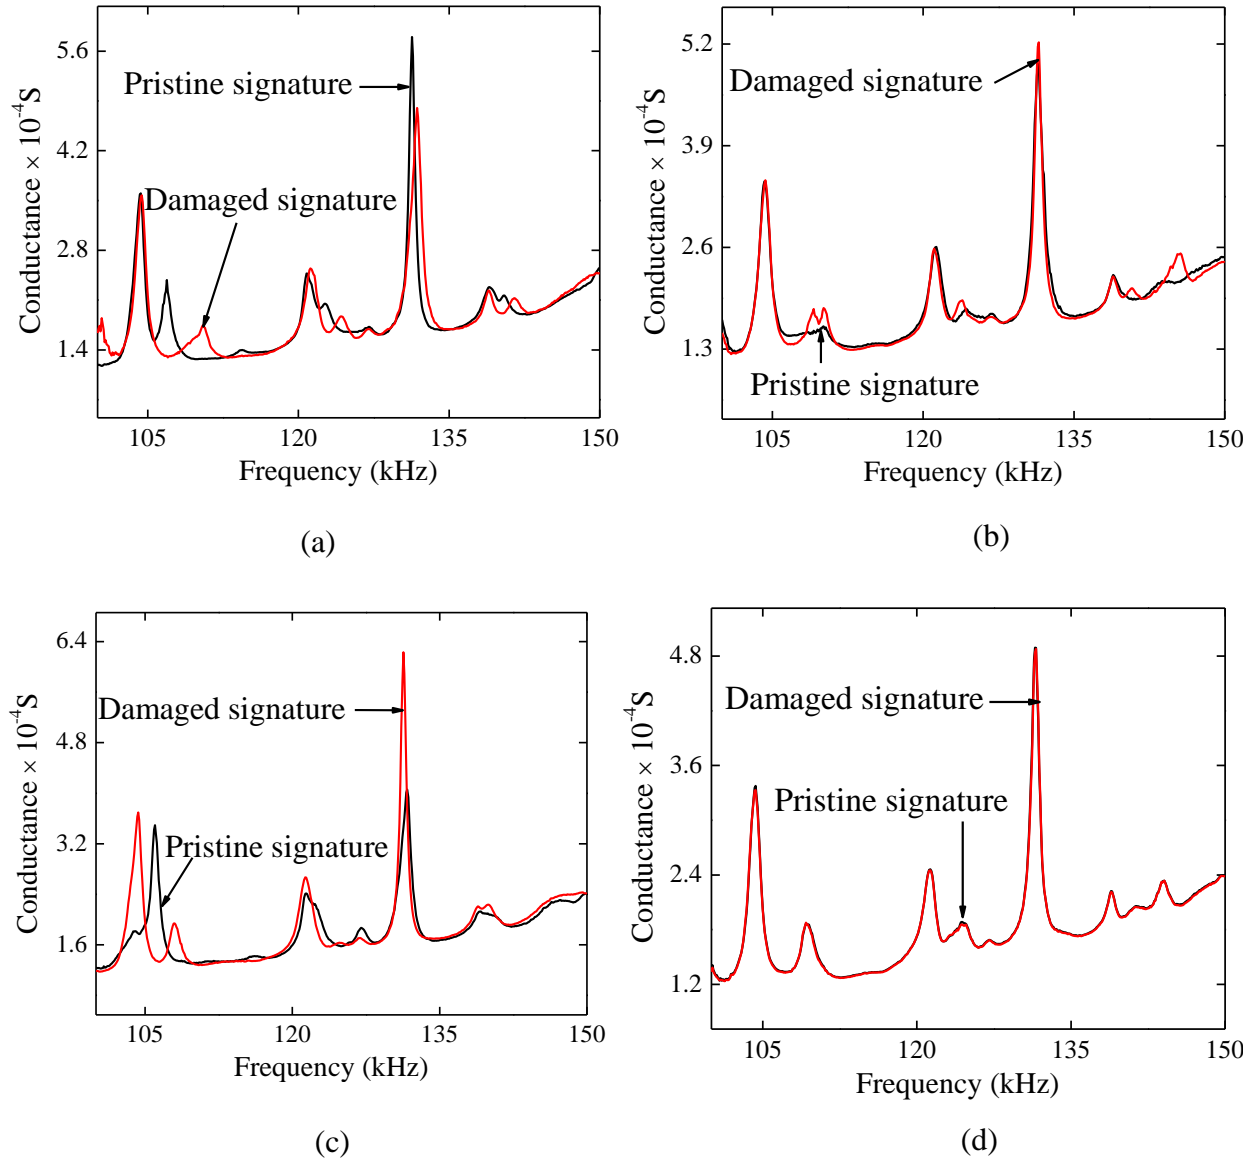 5.6
4.2
2.8
1.4
Conductance × 10⁻⁴S
Pristine signature
Damaged signature
105
120
135
150
Frequency (kHz)
(a)
5.2
3.9
2.6
1.3
Conductance × 10⁻⁴S
Damaged signature
Pristine signature
105
120
135
150
Frequency (kHz)
(b)
6.4
4.8
3.2
1.6
Conductance × 10⁻⁴S
Damaged signature
Pristine signature
105
120
135
150
Frequency (kHz)
(c)
4.8
3.6
2.4
1.2
Conductance × 10⁻⁴S
Damaged signature
Pristine signature
105
120
135
150
Frequency (kHz)
(d)